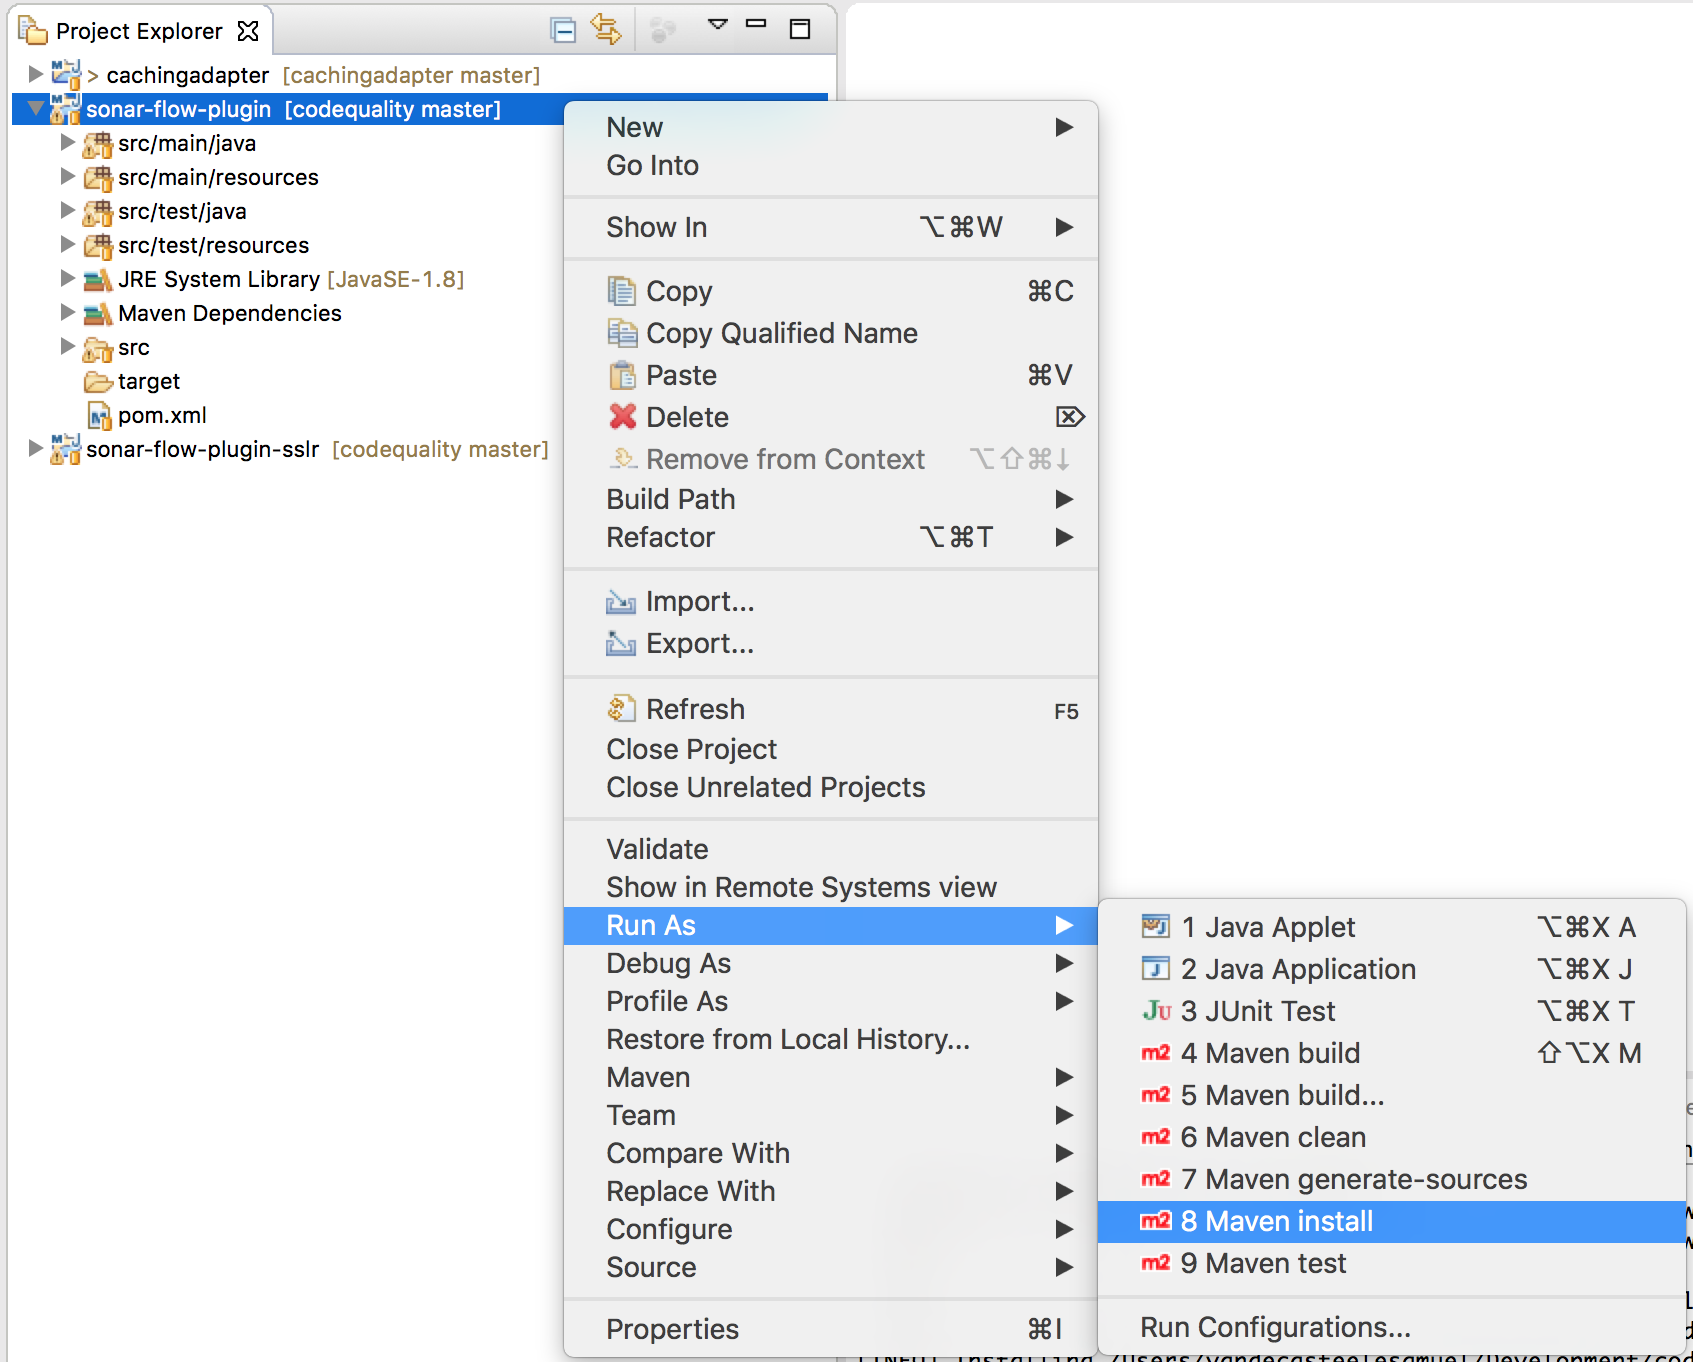 Project Explorer
> cachingadapter [cachingadapter master]
sonar-flow-plugin [codequality master]
src/main/java
src/main/resources
src/test/java
src/test/resources
JRE System Library [JavaSE-1.8]
Maven Dependencies
src
target
pom.xml
sonar-flow-plugin-sslr [codequality master]
New
Go Into
Show In ⌥⌘W
Copy ⌘C
Copy Qualified Name
Paste ⌘V
Delete ⌦
Remove from Context ⌥⇧⌘↓
Build Path
Refactor ⌥⌘T
Import...
Export...
Refresh F5
Close Project
Close Unrelated Projects
Validate
Show in Remote Systems view
Run As
Debug As
Profile As
Restore from Local History...
Maven
Team
Compare With
Replace With
Configure
Source
Properties ⌘I
1 Java Applet ⌥⌘X A
2 Java Application ⌥⌘X J
Ju 3 JUnit Test ⌥⌘X T
m2 4 Maven build ⇧⌥X M
m2 5 Maven build...
m2 6 Maven clean
m2 7 Maven generate-sources
m2 8 Maven install
m2 9 Maven test
Run Configurations...